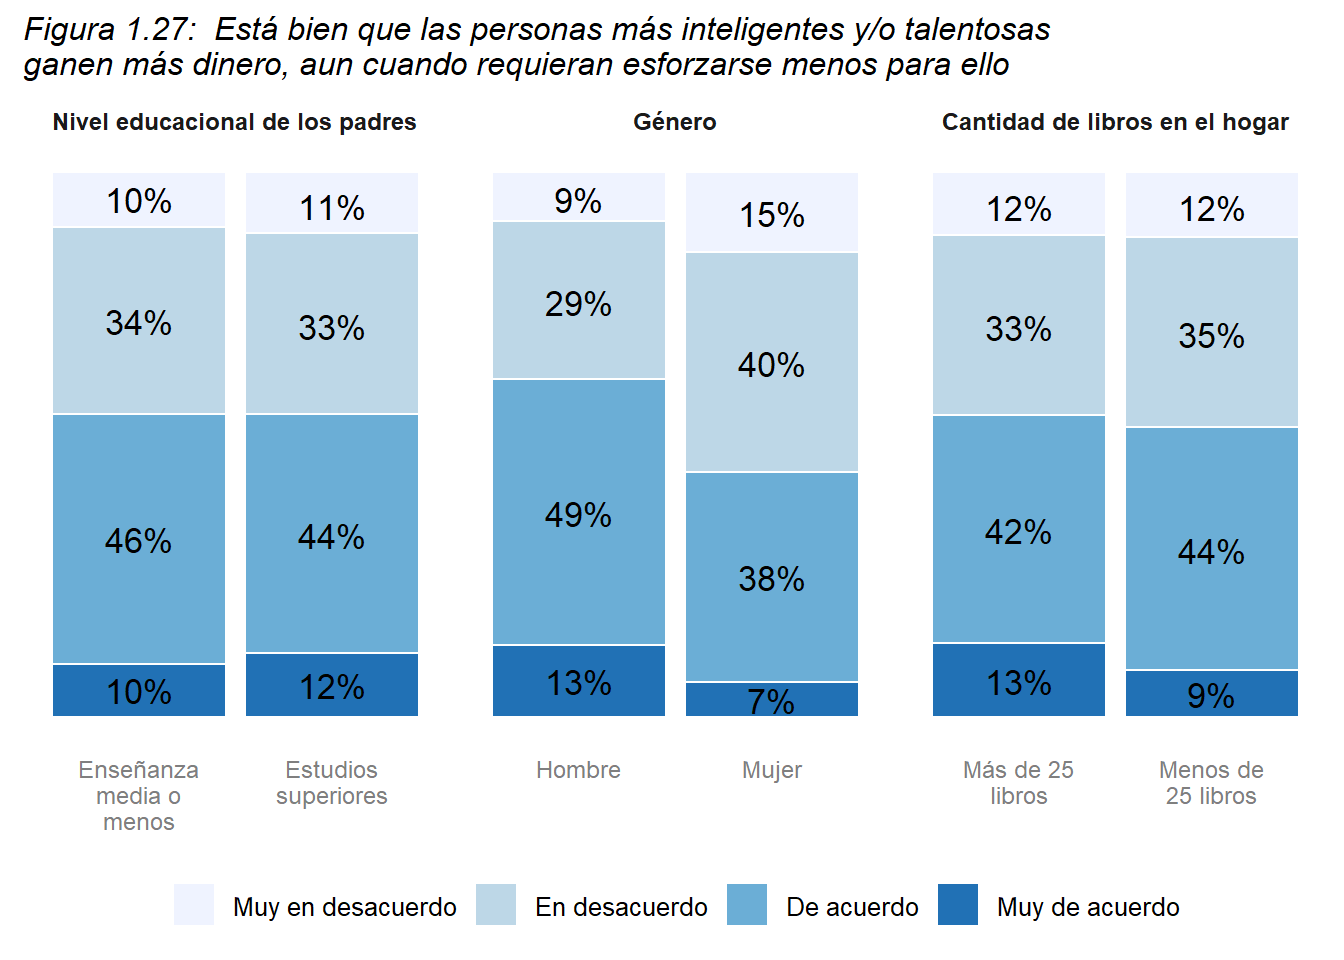 Figura 1.27:  Está bien que las personas más inteligentes y/o talentosas
ganen más dinero, aun cuando requieran esforzarse menos para ello
Nivel educacional de los padres
10%
11%
34%
33%
46%
44%
10%
12%
Enseñanza
media o
menos
Estudios
superiores
Género
9%
15%
29%
40%
49%
38%
13%
7%
Hombre
Mujer
Cantidad de libros en el hogar
12%
12%
33%
35%
42%
44%
13%
9%
Más de 25
libros
Menos de
25 libros
Muy en desacuerdo
En desacuerdo
De acuerdo
Muy de acuerdo